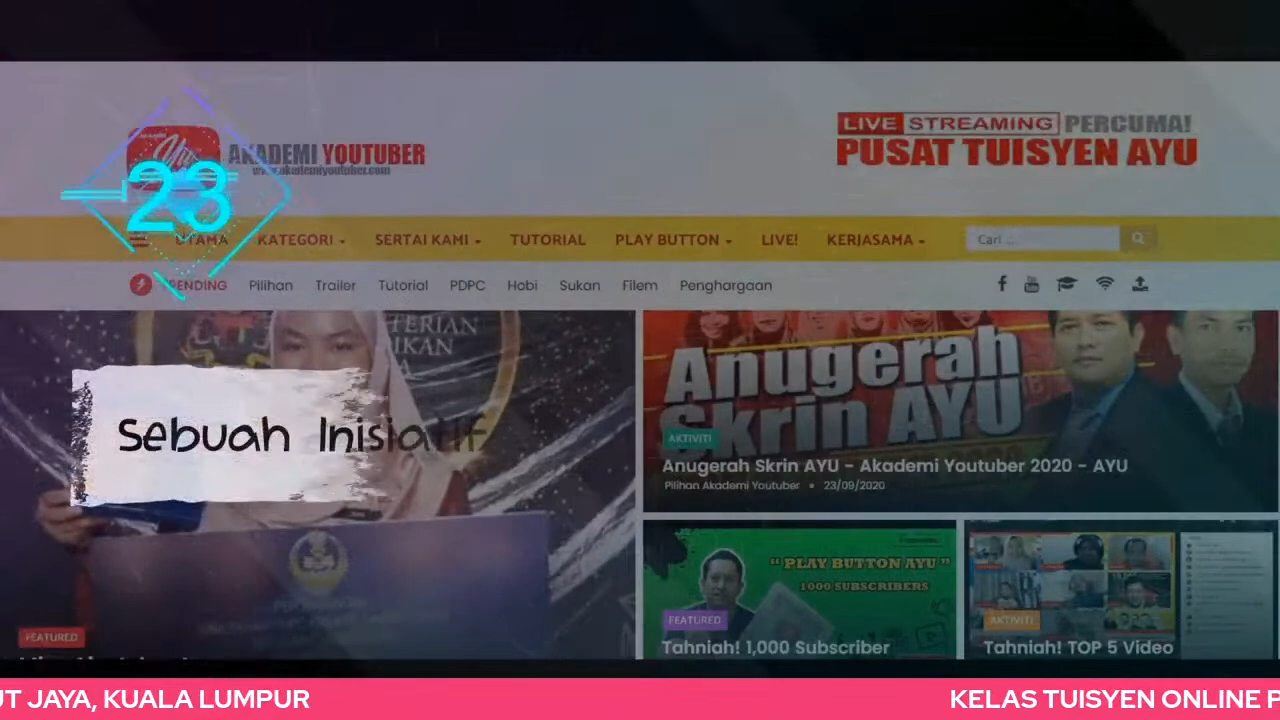 23
AKADEMI YOUTUBER
www.akademiyoutuber.com
LIVE STREAMING PERCUMA!
PUSAT TUISYEN AYU
UTAMA KATEGORI SERTAI KAMI TUTORIAL PLAY BUTTON LIVE! KERJASAMA Cari ...
TRENDING Pilihan Trailer Tutorial PDPC Hobi Sukan Filem Penghargaan
Sebuah Inisiatif
FEATURED
Anugerah
Skrin AYU
AKTIVITI
Anugerah Skrin AYU - Akademi Youtuber 2020 - AYU
Pilihan Akademi Youtuber • 23/09/2020
“ PLAY BUTTON AYU ”
1000 SUBSCRIBERS
FEATURED
Tahniah! 1,000 Subscriber
AKTIVITI
Tahniah! TOP 5 Video
UT JAYA, KUALA LUMPUR
KELAS TUISYEN ONLINE P